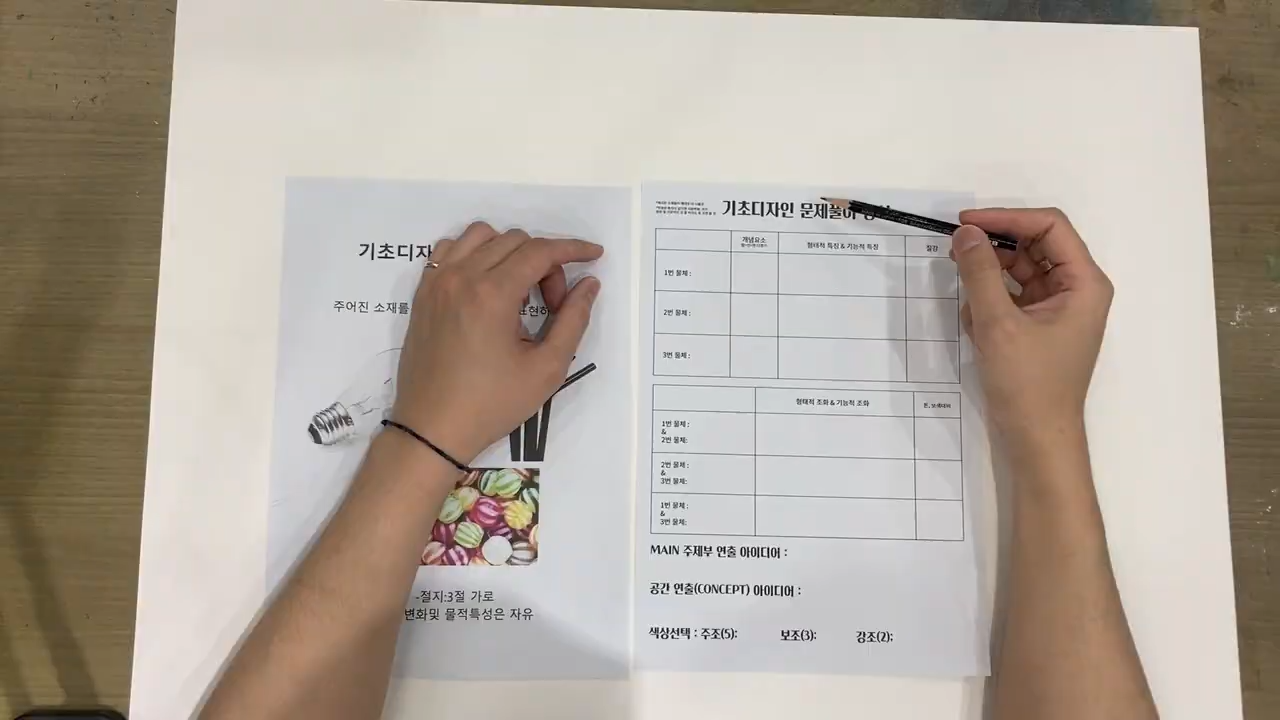 기초디자
주어진 소재를
표현하
-절지:3절 가로
변화및 물적특성은 자유
기초디자인 문제풀이
개념요소
형태적 특징 & 기능적 특징
질감
1번 물체 :
2번 물체 :
3번 물체 :
형태적 조화 & 기능적 조화
톤, 보색대비
1번 물체 :
&
2번 물체:
2번 물체 :
&
3번 물체:
1번 물체 :
&
3번 물체:
MAIN 주제부 연출 아이디어 :
공간 연출(CONCEPT) 아이디어 :
색상선택 : 주조(5): 보조(3): 강조(2);